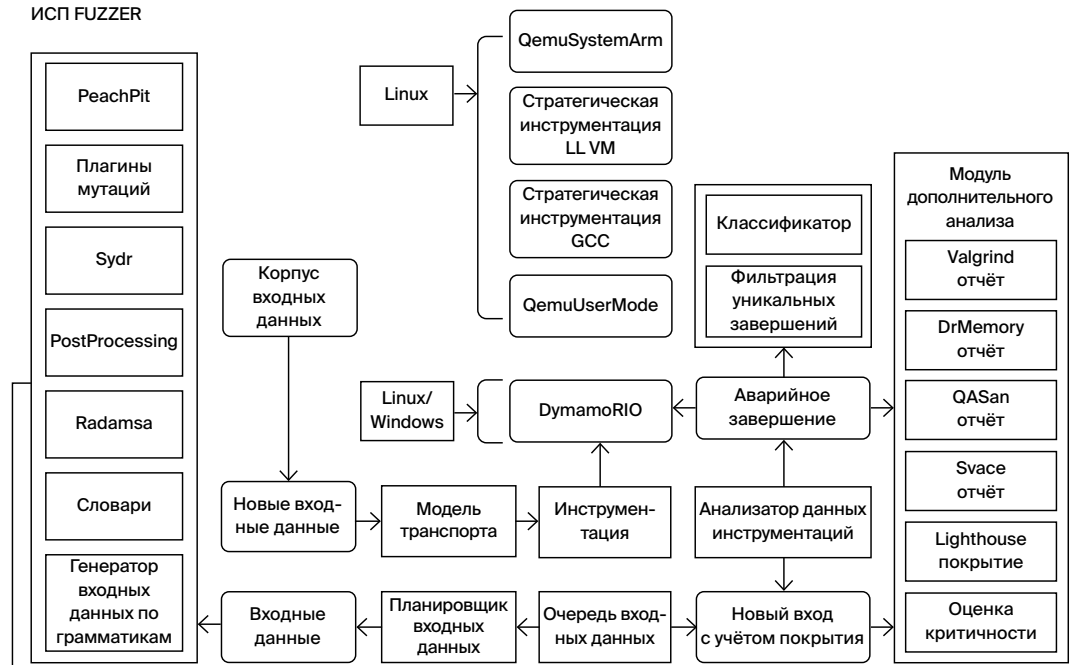 ИСП FUZZER
PeachPit
Плагины
мутаций
Sydr
PostProcessing
Radamsa
Словари
Генератор
входных
данных по
грамматикам
Корпус
входных
данных
Linux
QemuSystemArm
Стратегическая
инструментация
LL VM
Стратегическая
инструментация
GCC
QemuUserMode
Linux/
Windows
DymamoRIO
Классификатор
Фильтрация
уникальных
завершений
Аварийное
завершение
Новые вход-
ные данные
Модель
транспорта
Инструмен-
тация
Анализатор данных
инструментаций
Входные
данные
Планировщик
входных
данных
Очередь вход-
ных данных
Новый вход
с учётом покрытия
Модуль
дополнительного
анализа
Valgrind
отчёт
DrMemory
отчёт
QASan
отчёт
Svace
отчёт
Lighthouse
покрытие
Оценка
критичности